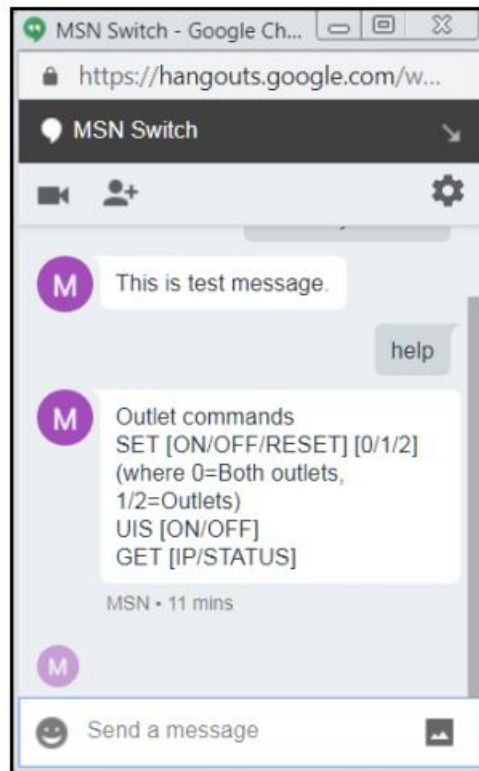 MSN Switch - Google Ch...
https://hangouts.google.com/w...
MSN Switch
M
This is test message.
help
M
Outlet commands
SET [ON/OFF/RESET] [0/1/2]
(where 0=Both outlets,
1/2=Outlets)
UIS [ON/OFF]
GET [IP/STATUS]
MSN • 11 mins
M
Send a message